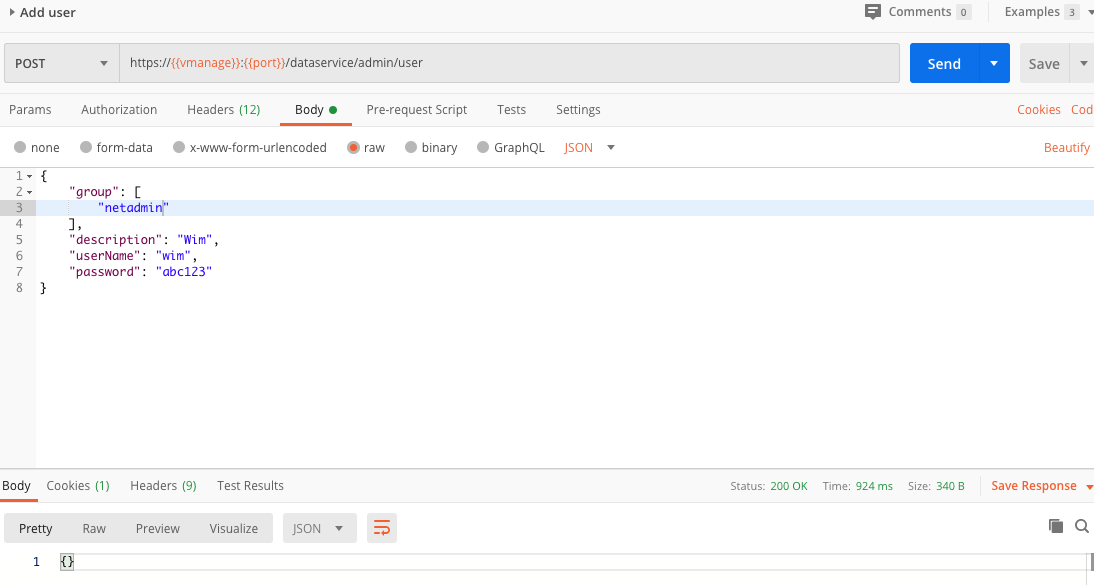 Add user Comments 0 Examples 3
POST https://{{vmanage}}:{{port}}/dataservice/admin/user Send Save
Params Authorization Headers (12) Body Pre-request Script Tests Settings Cookies Cod
none form-data x-www-form-urlencoded raw binary GraphQL JSON Beautify
1 {
2 "group": [
3 "netadmin"
4 ],
5 "description": "Wim",
6 "userName": "wim",
7 "password": "abc123"
8 }
Body Cookies (1) Headers (9) Test Results Status: 200 OK Time: 924 ms Size: 340 B Save Response
Pretty Raw Preview Visualize JSON
1 {}